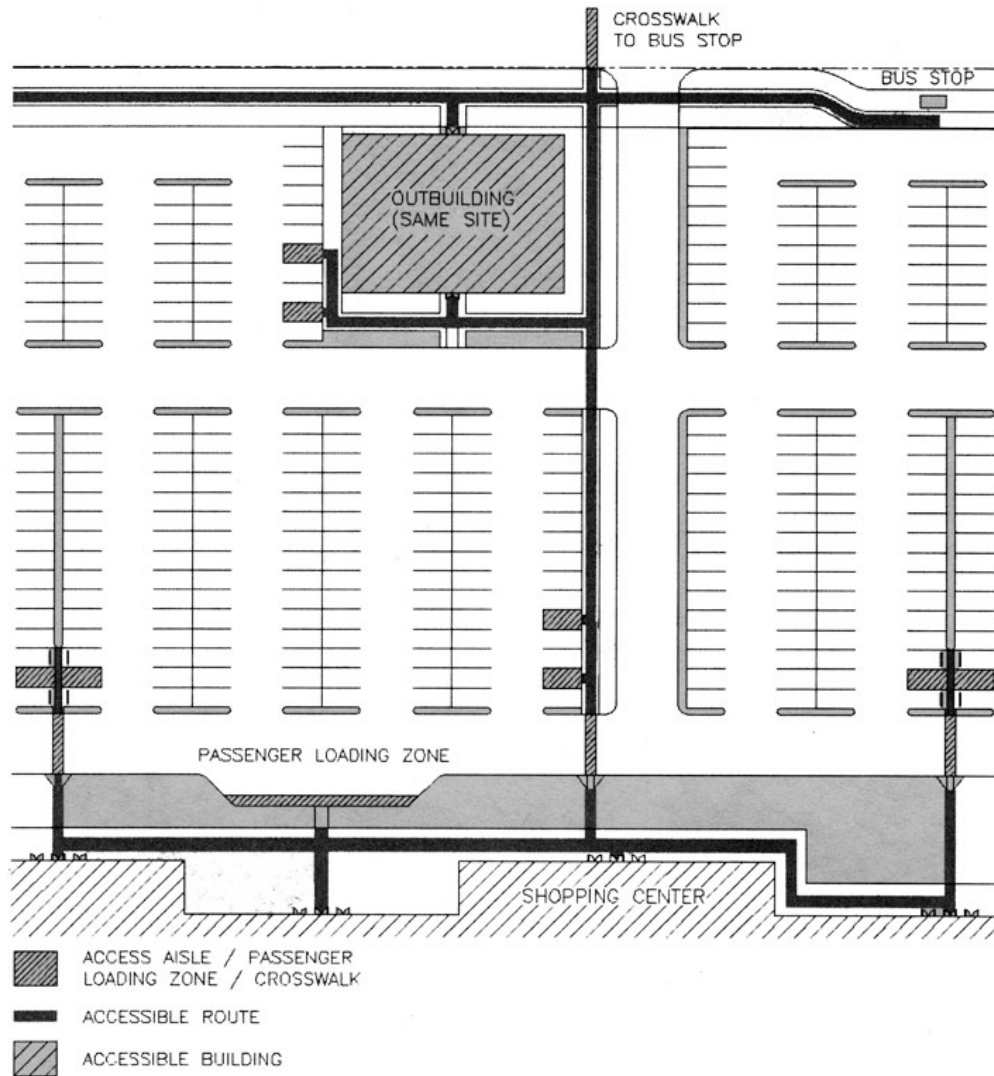 CROSSWALK
TO BUS STOP
BUS STOP
OUTBUILDING
(SAME SITE)
PASSENGER LOADING ZONE
SHOPPING CENTER
ACCESS AISLE / PASSENGER
LOADING ZONE / CROSSWALK
ACCESSIBLE ROUTE
ACCESSIBLE BUILDING